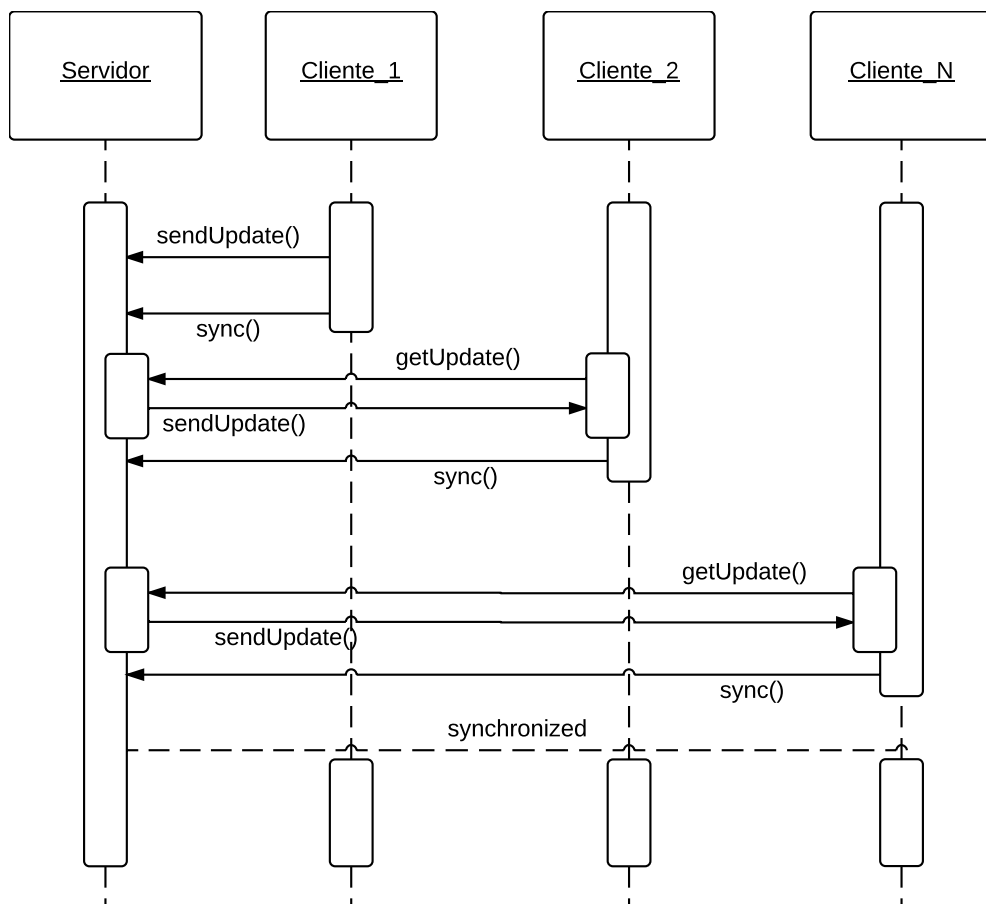 Servidor
Cliente_1
Cliente_2
Cliente_N
sendUpdate()
sync()
getUpdate()
sendUpdate()
sync()
getUpdate()
sendUpdate()
sync()
synchronized